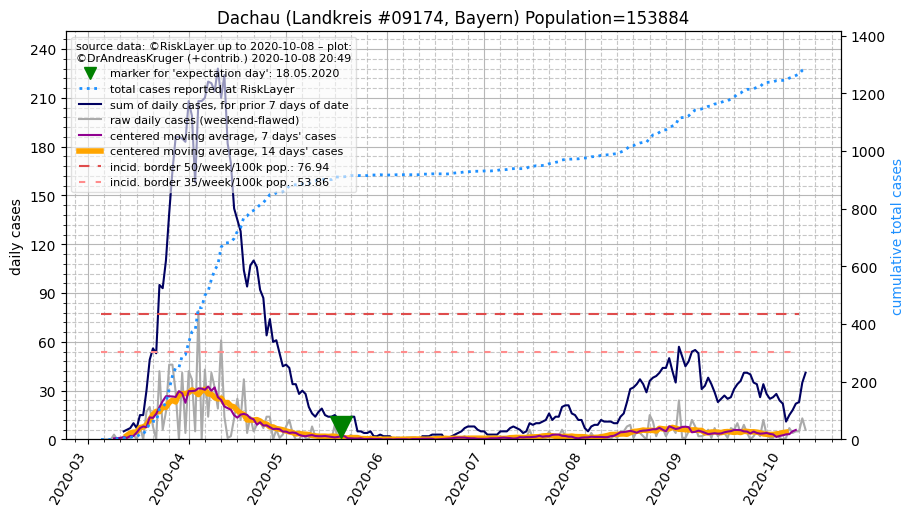 Dachau (Landkreis #09174, Bayern) Population=153884
source data: ©RiskLayer up to 2020-10-08 – plot:
©DrAndreasKruger (+contrib.) 2020-10-08 20:49
marker for 'expectation day': 18.05.2020
total cases reported at RiskLayer
sum of daily cases, for prior 7 days of date
raw daily cases (weekend-flawed)
centered moving average, 7 days' cases
centered moving average, 14 days' cases
incid. border 50/week/100k pop.: 76.94
incid. border 35/week/100k pop.: 53.86
daily cases
240
210
180
150
120
90
60
30
0
cumulative total cases
1400
1200
1000
800
600
400
200
0
2020-03
2020-04
2020-05
2020-06
2020-07
2020-08
2020-09
2020-10